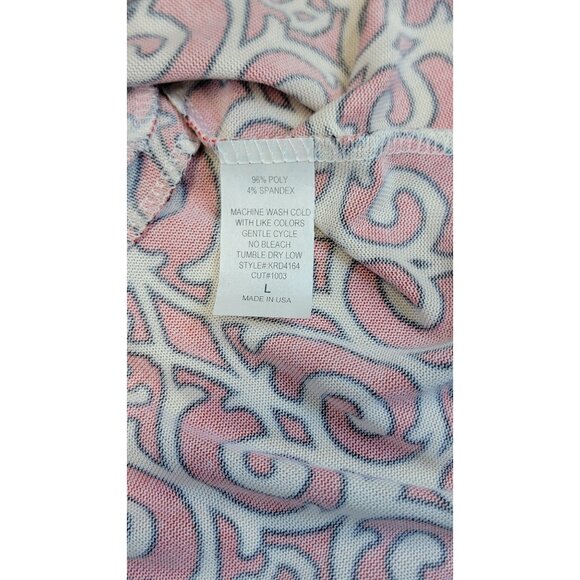 96% POLY
4% SPANDEX
MACHINE WASH COLD
WITH LIKE COLORS
GENTLE CYCLE
NO BLEACH
TUMBLE DRY LOW
STYLE#:KRD4164
CUT#1003
L
MADE IN USA